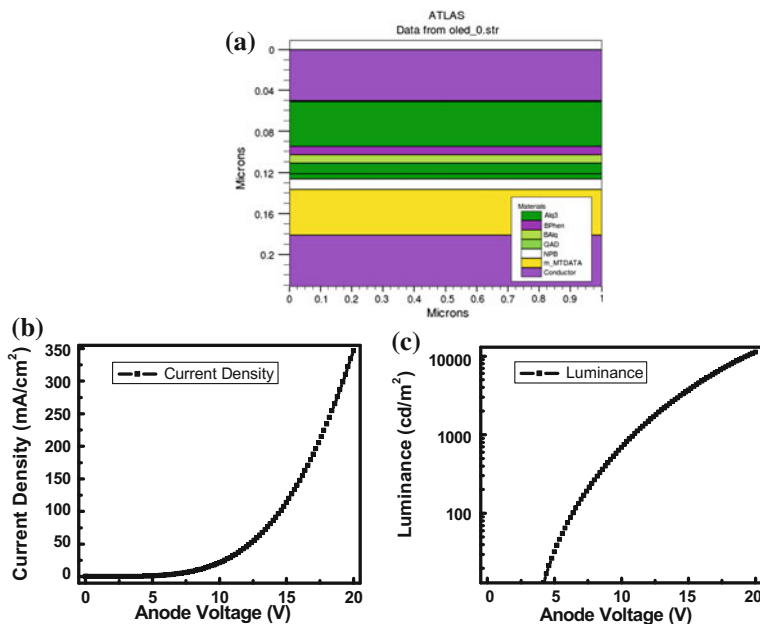 ATLAS
Data from oled_0.str
(a)
0
0.04
0.08
0.12
0.16
0.2
Microns
Materials
Alq3
BPhen
BAlq
QAD
NPB
m_MTDATA
Conductor
0 0.1 0.2 0.3 0.4 0.5 0.6 0.7 0.8 0.9 1
Microns
(b)
Current Density (mA/cm²)
350
300
250
200
150
100
50
0
Current Density
0 5 10 15 20
Anode Voltage (V)
(c)
Luminance (cd/m²)
10000
1000
100
Luminance
0 5 10 15 20
Anode Voltage (V)